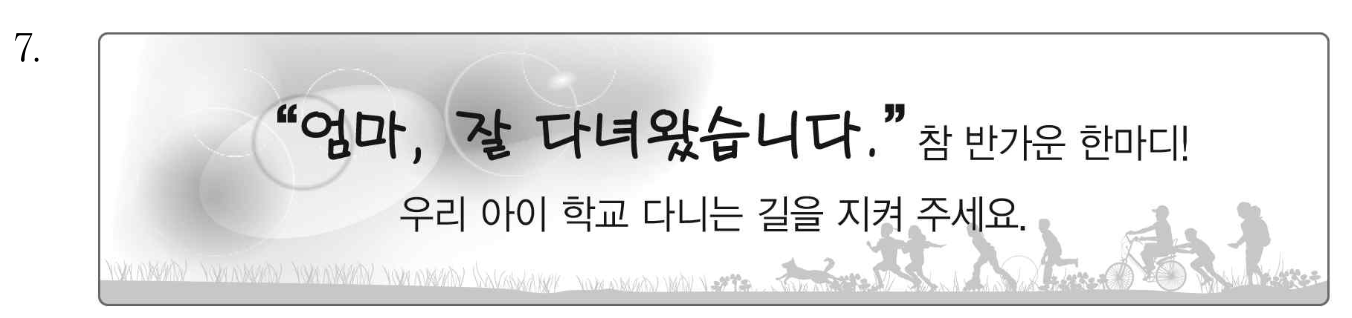 7.
“엄마, 잘 다녀왔습니다.” 참 반가운 한마디!
우리 아이 학교 다니는 길을 지켜 주세요.